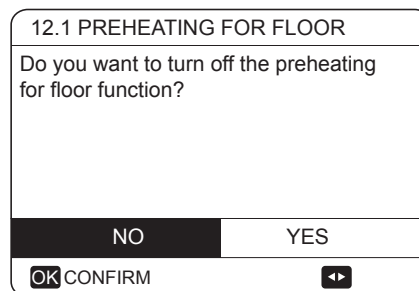 12.1 PREHEATING FOR FLOOR
Do you want to turn off the preheating
for floor function?
NO YES
OK CONFIRM